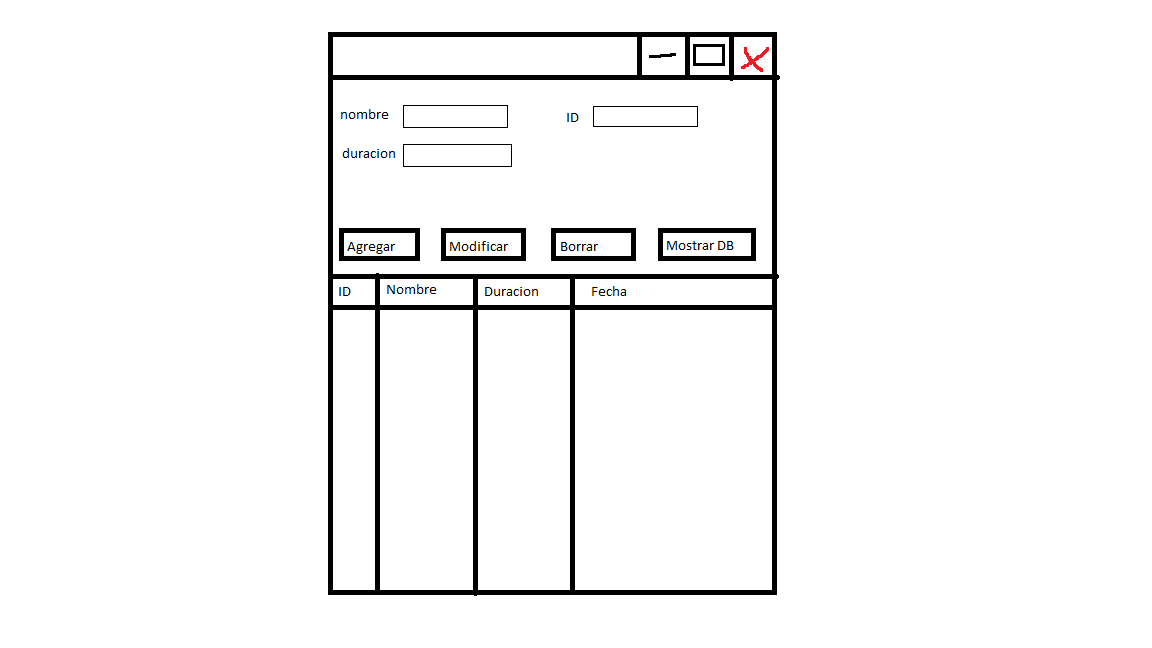 nombre ID
duracion
Agregar Modificar Borrar Mostrar DB
ID Nombre Duracion Fecha